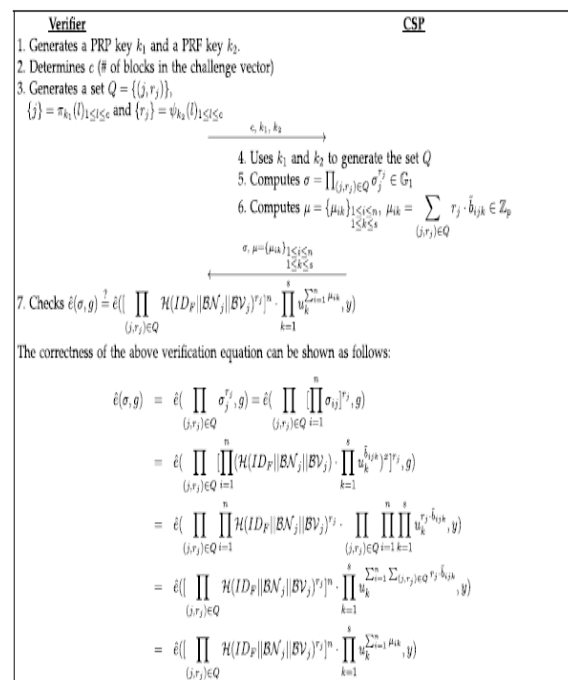 Verifier CSP
1. Generates a PRP key k₁ and a PRF key k₂.
2. Determines c (# of blocks in the challenge vector)
3. Generates a set Q = {(j, r_j)},
{j} = π_{k₁}(l)_{1≤l≤c} and {r_j} = ψ_{k₂}(l)_{1≤l≤c}
c, k₁, k₂
4. Uses k₁ and k₂ to generate the set Q
5. Computes σ = ∏_{(j,r_j)∈Q} σ_j^{r_j} ∈ 𝔾₁
6. Computes μ = {μ_{ik}}_{1≤i≤n, 1≤k≤s}, μ_{ik} = ∑_{(j,r_j)∈Q} r_j · b̃_{ijk} ∈ ℤ_p
σ, μ={μ_{ik}}_{1≤i≤n 1≤k≤s}
7. Checks ê(σ, g) ≟ ê([∏_{(j,r_j)∈Q} ℋ(ID_F||ℬ𝒩_j||ℬ𝒱_j)^{r_j}]^n · ∏_{k=1}^{s} u_k^{∑_{i=1}^{n} μ_{ik}}, y)
The correctness of the above verification equation can be shown as follows:
ê(σ, g) = ê(∏_{(j,r_j)∈Q} σ_j^{r_j}, g) = ê(∏_{(j,r_j)∈Q} [∏_{i=1}^{n} σ_{ij}]^{r_j}, g)
= ê(∏_{(j,r_j)∈Q} [∏_{i=1}^{n} (ℋ(ID_F||ℬ𝒩_j||ℬ𝒱_j) · ∏_{k=1}^{s} u_k^{b̃_{ijk}})^x]^{r_j}, g)
= ê(∏_{(j,r_j)∈Q} ∏_{i=1}^{n} ℋ(ID_F||ℬ𝒩_j||ℬ𝒱_j)^{r_j} · ∏_{(j,r_j)∈Q} ∏_{i=1}^{n} ∏_{k=1}^{s} u_k^{r_j·b̃_{ijk}}, y)
= ê([∏_{(j,r_j)∈Q} ℋ(ID_F||ℬ𝒩_j||ℬ𝒱_j)^{r_j}]^n · ∏_{k=1}^{s} u_k^{∑_{i=1}^{n} ∑_{(j,r_j)∈Q} r_j·b̃_{ijk}}, y)
= ê([∏_{(j,r_j)∈Q} ℋ(ID_F||ℬ𝒩_j||ℬ𝒱_j)^{r_j}]^n · ∏_{k=1}^{s} u_k^{∑_{i=1}^{n} μ_{ik}}, y)